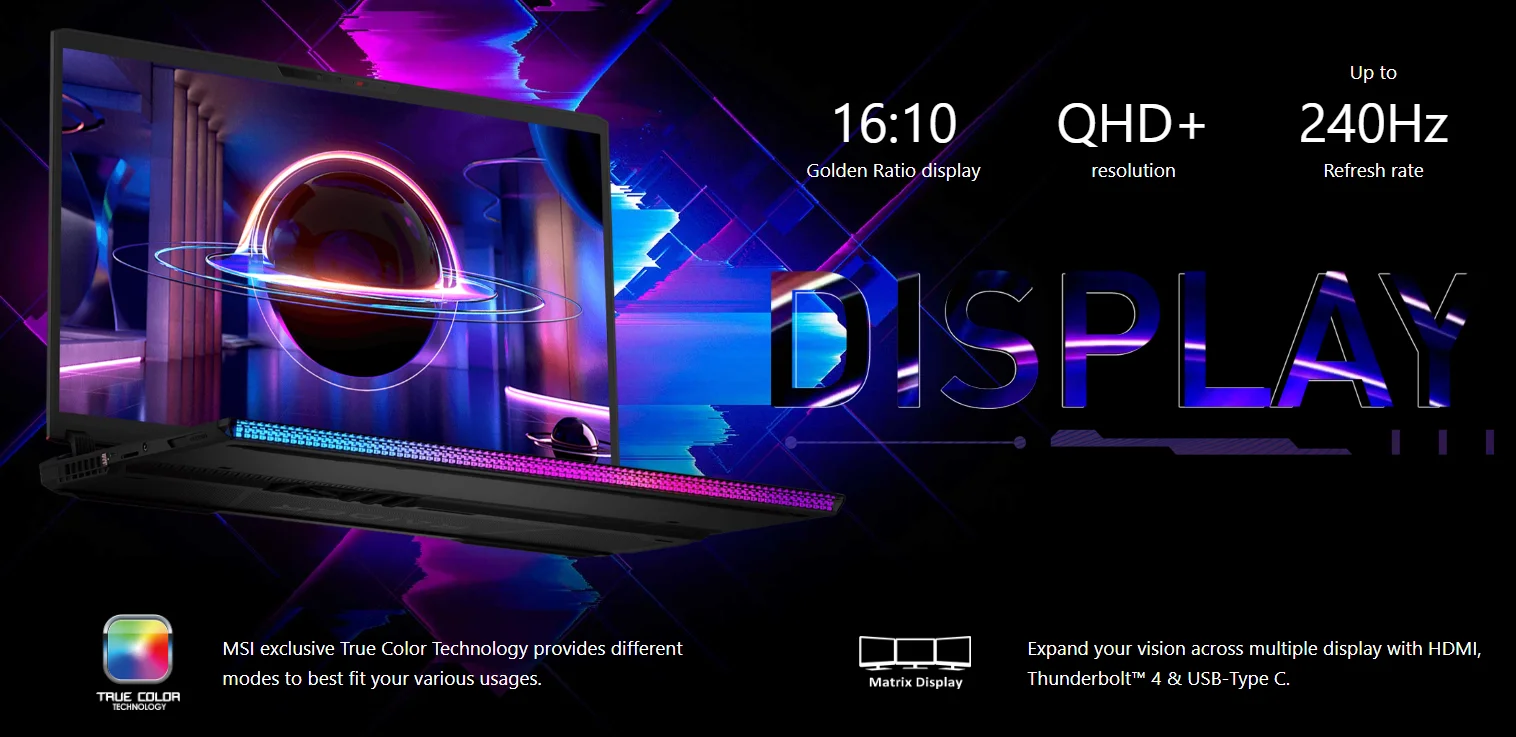 Up to
16:10
QHD+
240Hz
Golden Ratio display
resolution
Refresh rate
DISPLAY
MSI exclusive True Color Technology provides different
modes to best fit your various usages.
TRUE COLOR
TECHNOLOGY
Matrix Display
Expand your vision across multiple display with HDMI,
Thunderbolt™ 4 & USB-Type C.